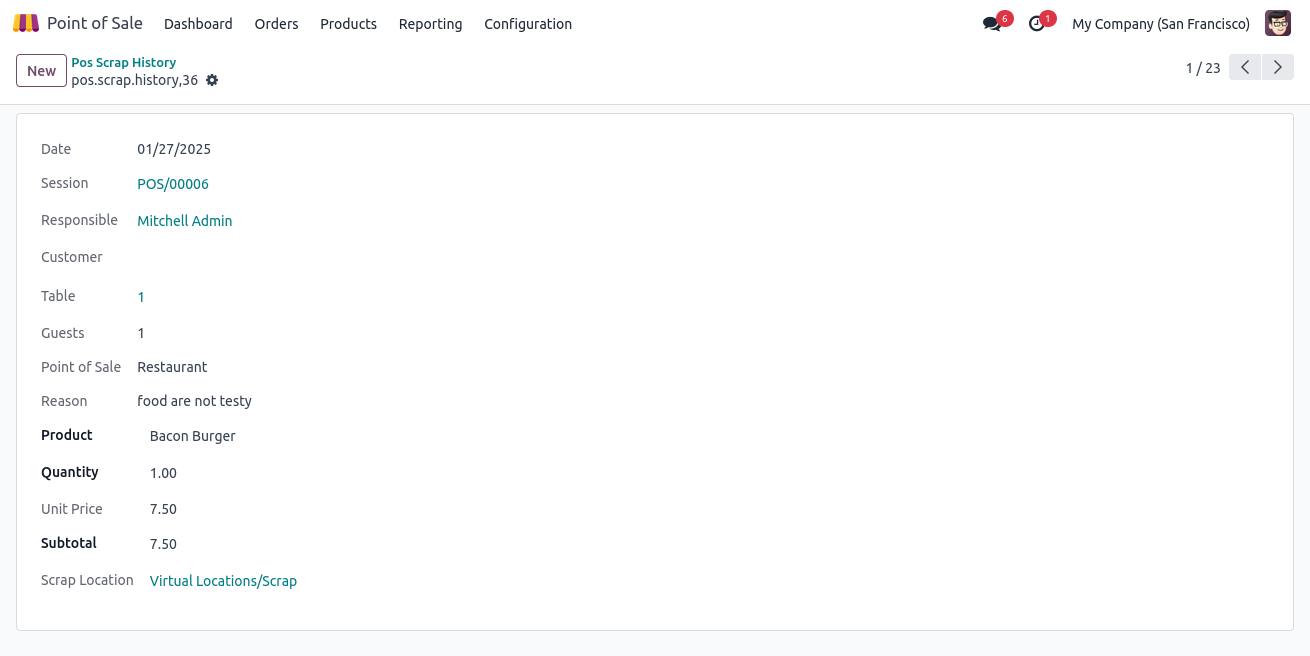 Point of Sale Dashboard Orders Products Reporting Configuration 6 1 My Company (San Francisco)
New Pos Scrap History
pos.scrap.history,36 1 / 23
Date 01/27/2025
Session POS/00006
Responsible Mitchell Admin
Customer
Table 1
Guests 1
Point of Sale Restaurant
Reason food are not testy
Product Bacon Burger
Quantity 1.00
Unit Price 7.50
Subtotal 7.50
Scrap Location Virtual Locations/Scrap